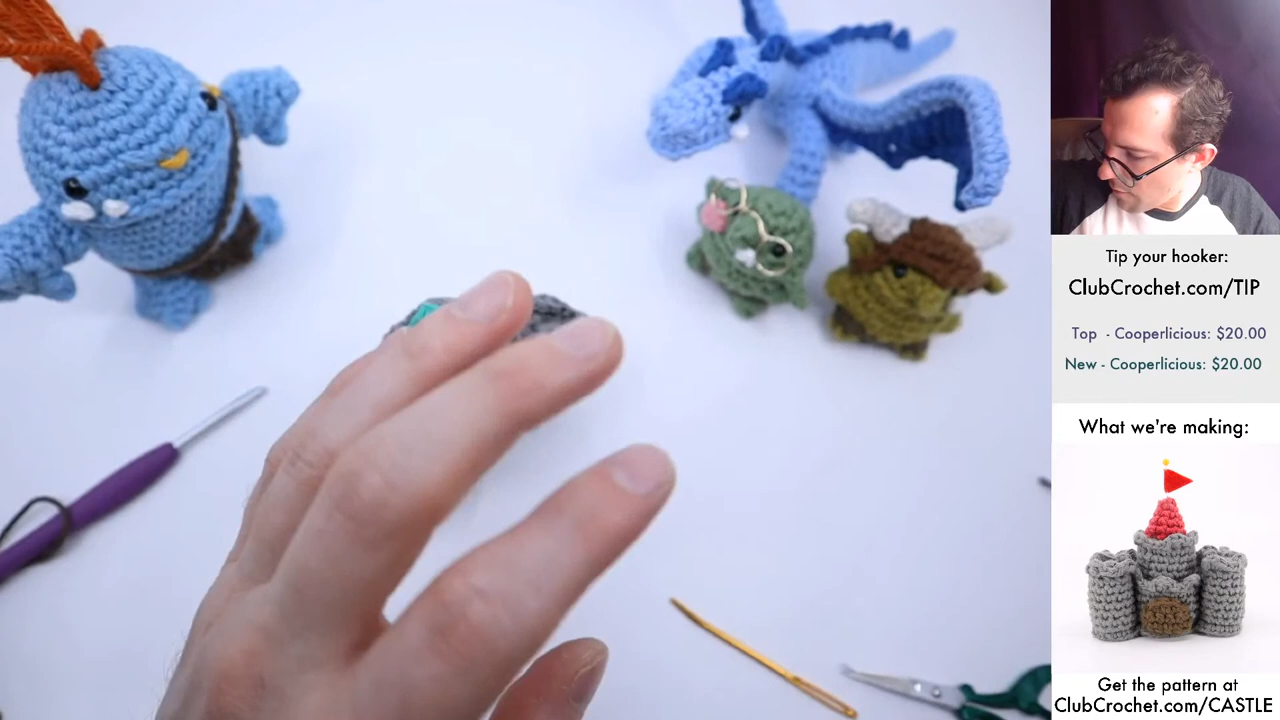 Tip your hooker:
ClubCrochet.com/TIP
Top - Cooperlicious: $20.00
New - Cooperlicious: $20.00
What we're making:
Get the pattern at
ClubCrochet.com/CASTLE